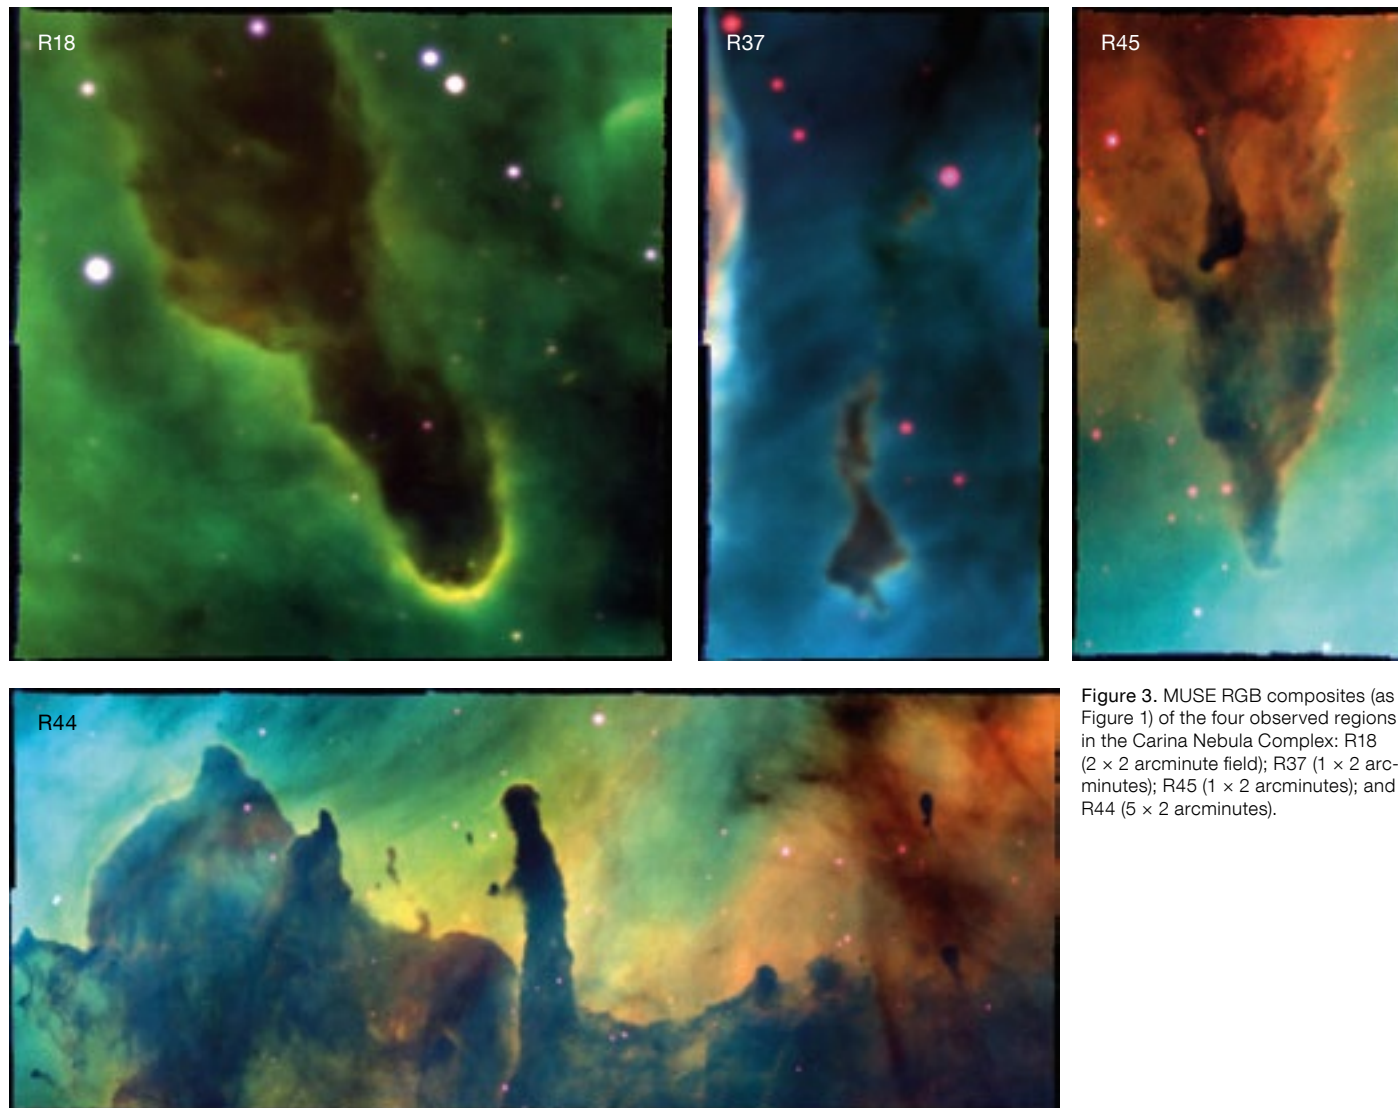 R18
R37
R45
R44
Figure 3. MUSE RGB composites (as
Figure 1) of the four observed regions
in the Carina Nebula Complex: R18
(2 × 2 arcminute field); R37 (1 × 2 arc-
minutes); R45 (1 × 2 arcminutes); and
R44 (5 × 2 arcminutes).